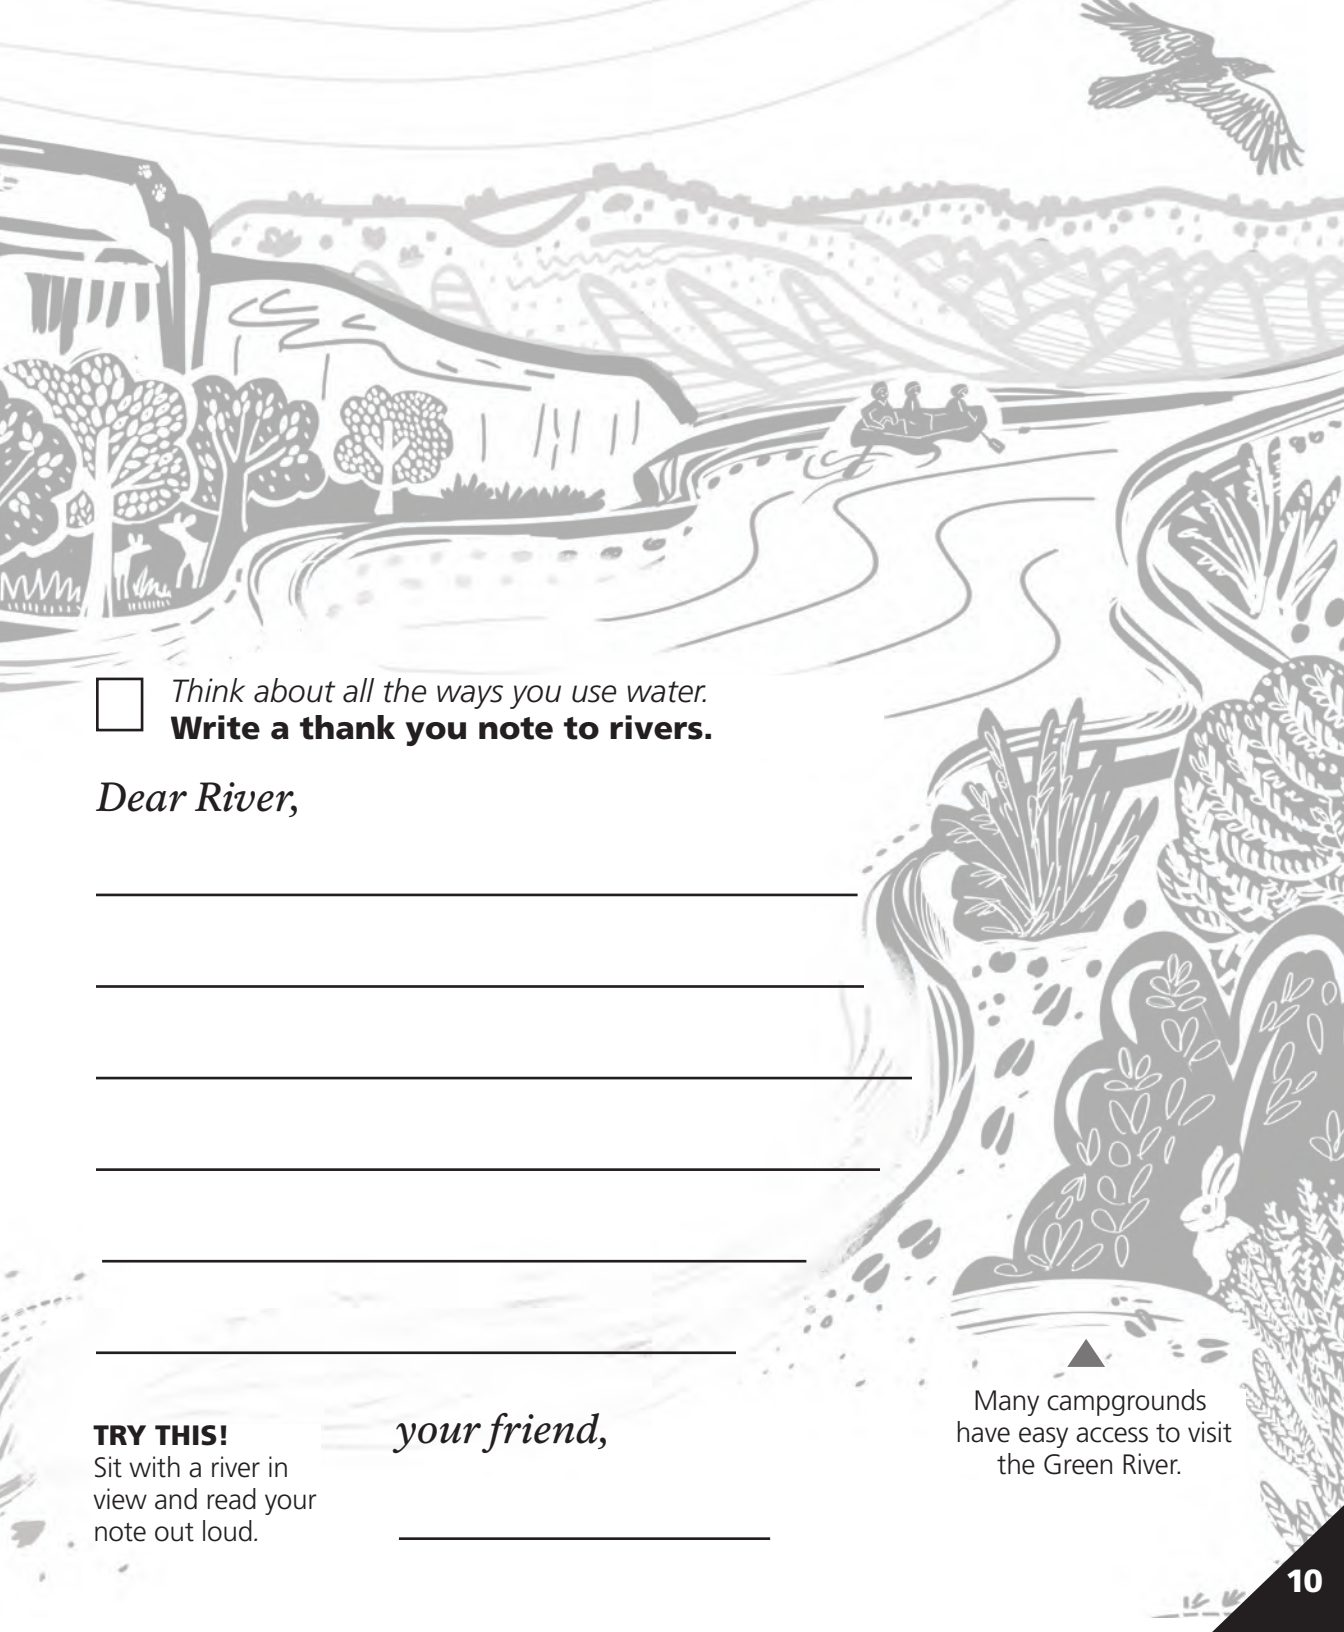 Think about all the ways you use water.
Write a thank you note to rivers.
Dear River,
your friend,
TRY THIS!
Sit with a river in
view and read your
note out loud.
Many campgrounds
have easy access to visit
the Green River.
10